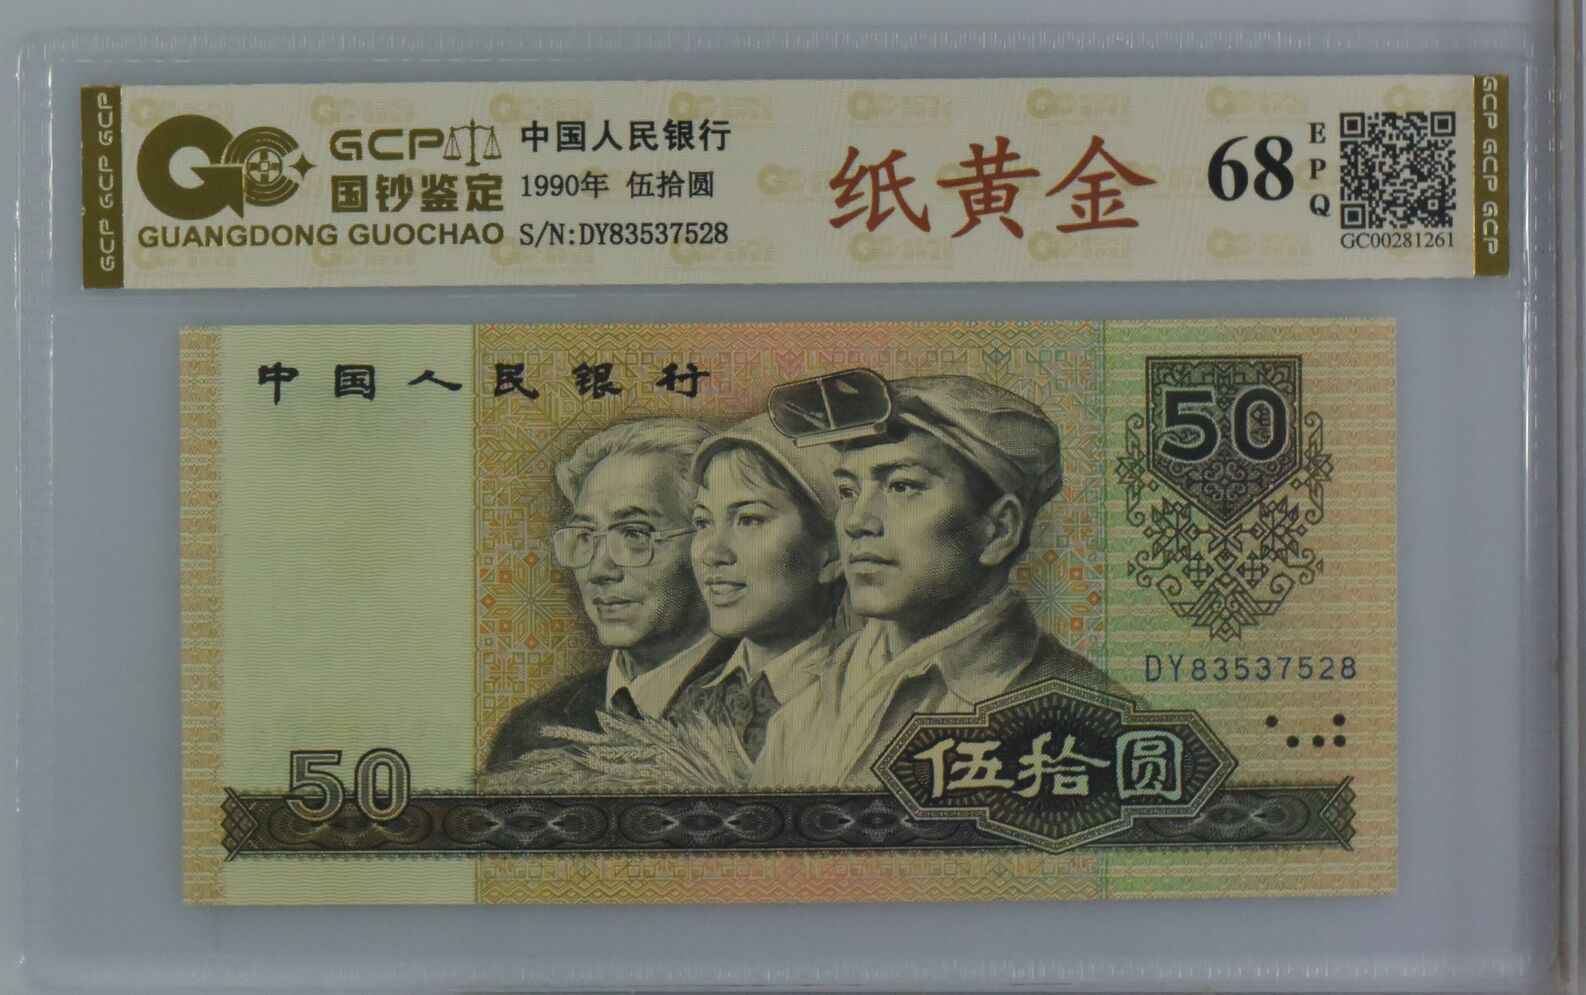 GCP
国钞鉴定
GUANGDONG GUOCHAO
中国人民银行
1990年 伍拾圆
S/N:DY83537528
纸黄金
68
EPQ
GC00281261
GCP GCP GCP
GCP GCP GCP
中国人民银行
50
DY83537528
50
伍拾圆